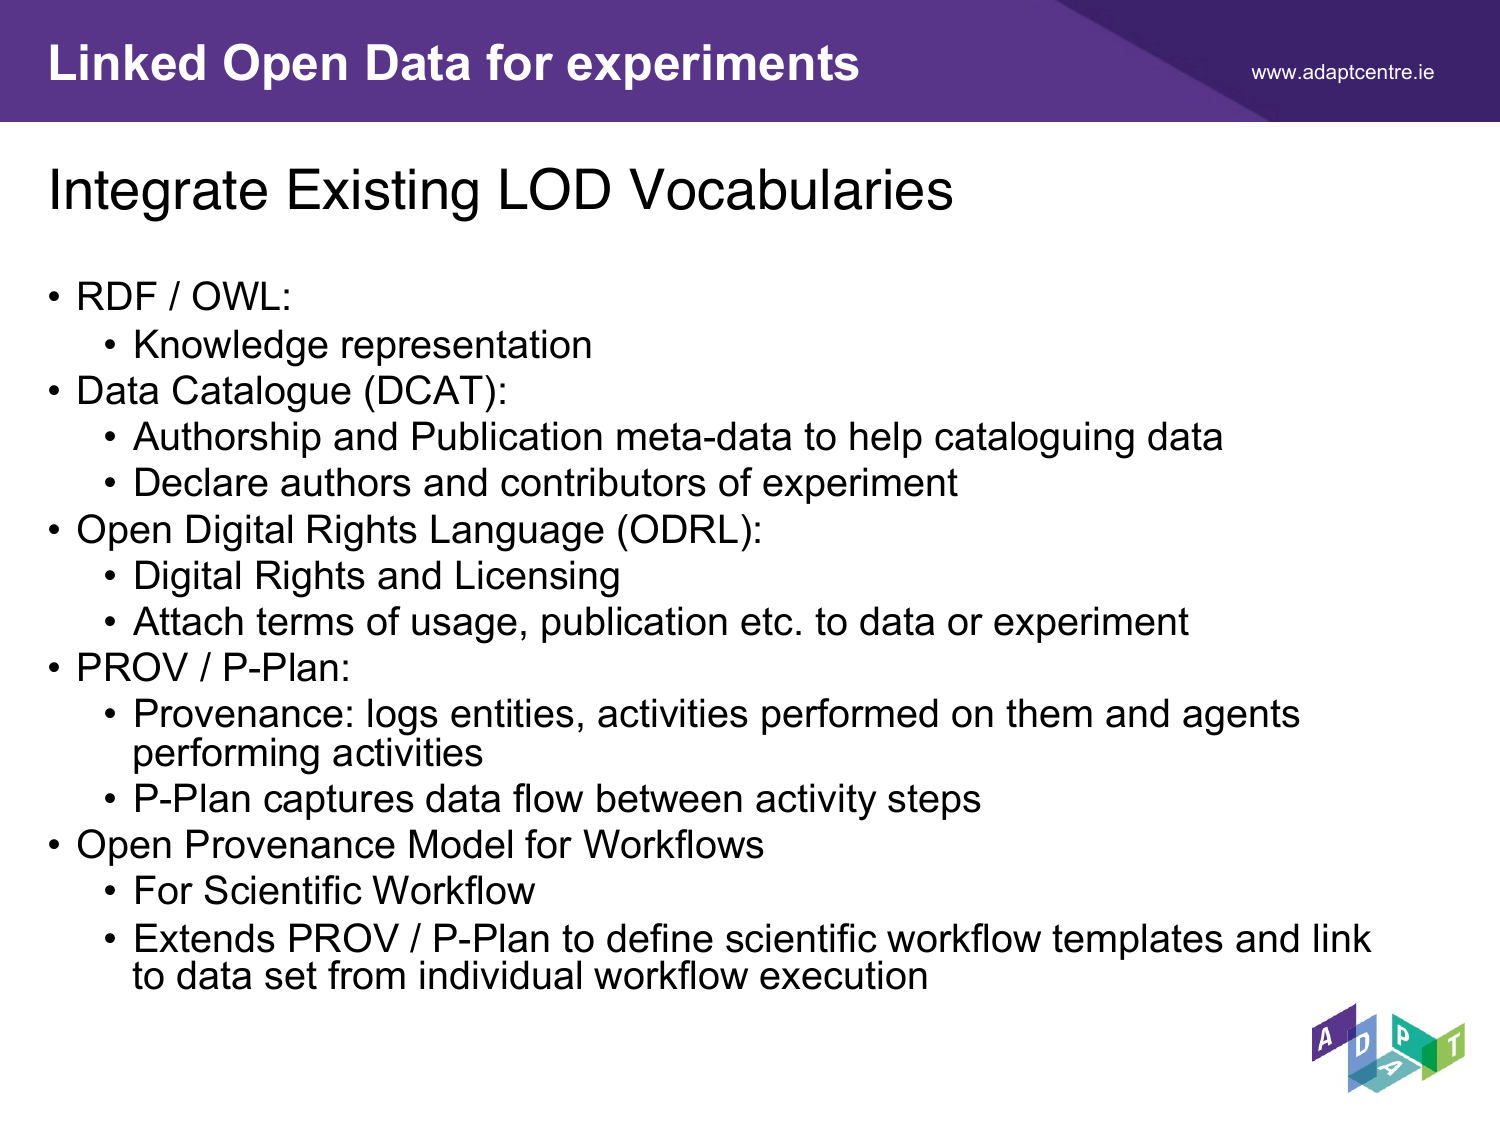 Linked Open Data for experiments
www.adaptcentre.ie
Integrate Existing LOD Vocabularies
• RDF / OWL:
• Knowledge representation
• Data Catalogue (DCAT):
• Authorship and Publication meta-data to help cataloguing data
• Declare authors and contributors of experiment
• Open Digital Rights Language (ODRL):
• Digital Rights and Licensing
• Attach terms of usage, publication etc. to data or experiment
• PROV / P-Plan:
• Provenance: logs entities, activities performed on them and agents
performing activities
• P-Plan captures data flow between activity steps
• Open Provenance Model for Workflows
• For Scientific Workflow
• Extends PROV / P-Plan to define scientific workflow templates and link
to data set from individual workflow execution
ADAPT